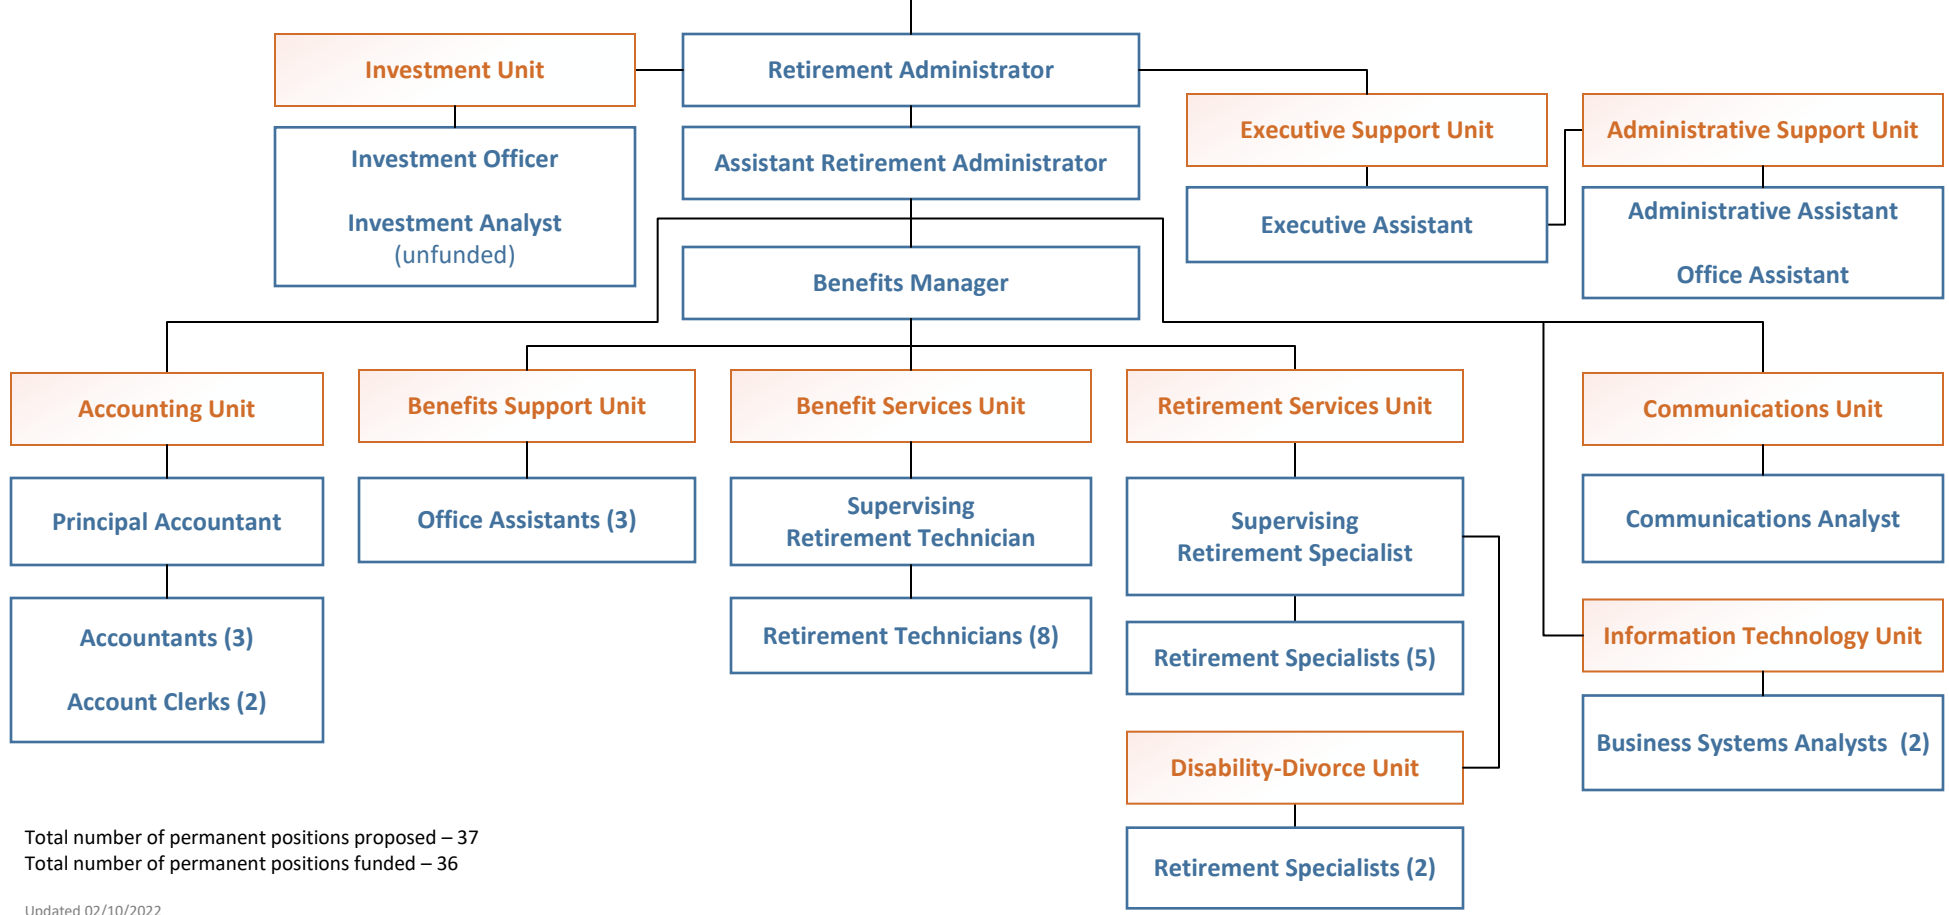 Investment Unit
Retirement Administrator
Investment Officer
Investment Analyst
(unfunded)
Assistant Retirement Administrator
Executive Support Unit
Administrative Support Unit
Executive Assistant
Administrative Assistant
Office Assistant
Benefits Manager
Accounting Unit
Benefits Support Unit
Benefit Services Unit
Retirement Services Unit
Communications Unit
Principal Accountant
Office Assistants (3)
Supervising
Retirement Technician
Supervising
Retirement Specialist
Communications Analyst
Accountants (3)
Account Clerks (2)
Retirement Technicians (8)
Retirement Specialists (5)
Information Technology Unit
Business Systems Analysts (2)
Disability-Divorce Unit
Retirement Specialists (2)
Total number of permanent positions proposed – 37
Total number of permanent positions funded – 36
Updated 02/10/2022